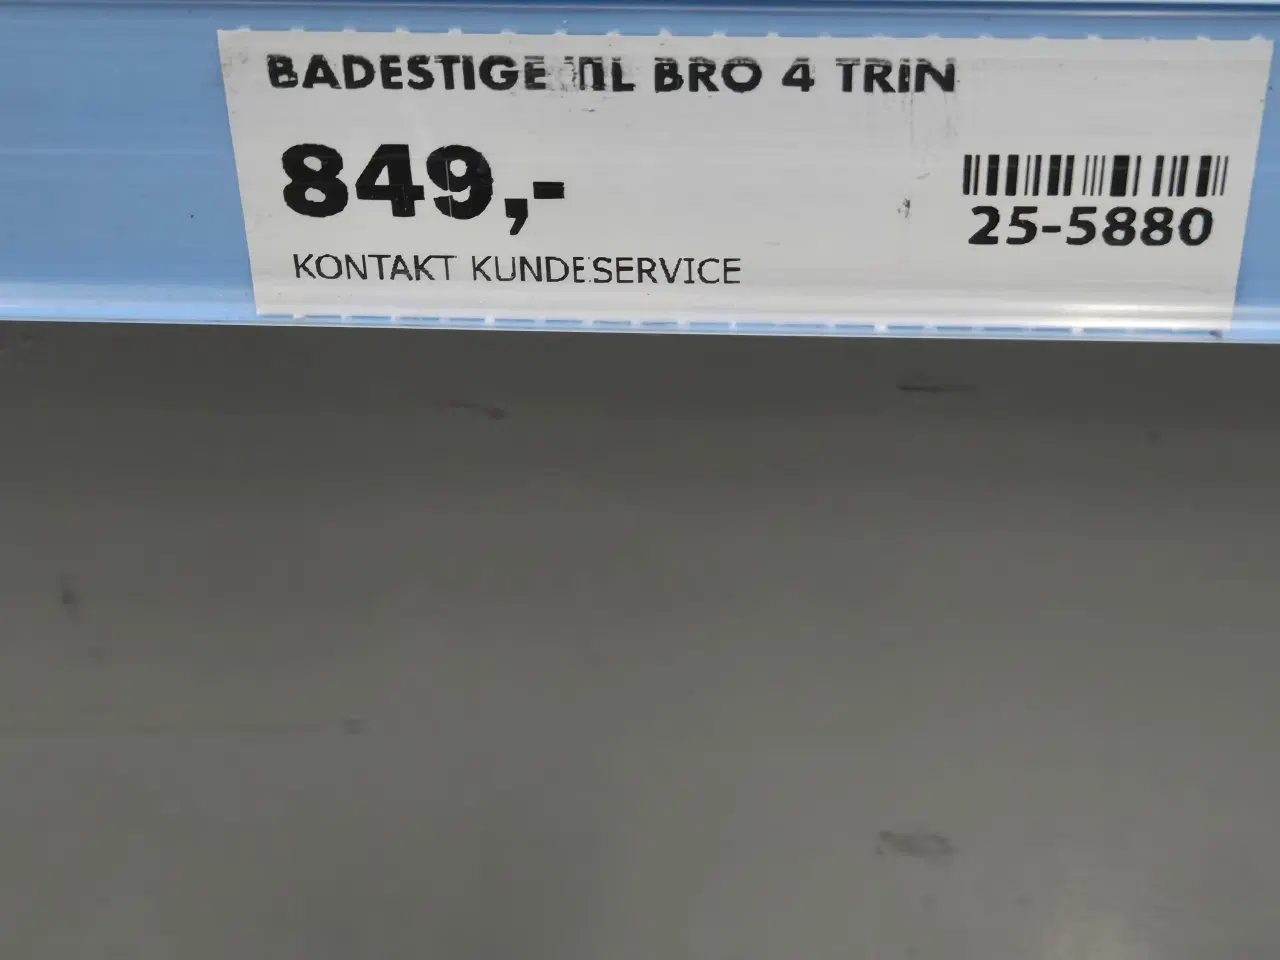 BADESTIGE TIL BRO 4 TRIN
849,-
25-5880
KONTAKT KUNDESERVICE